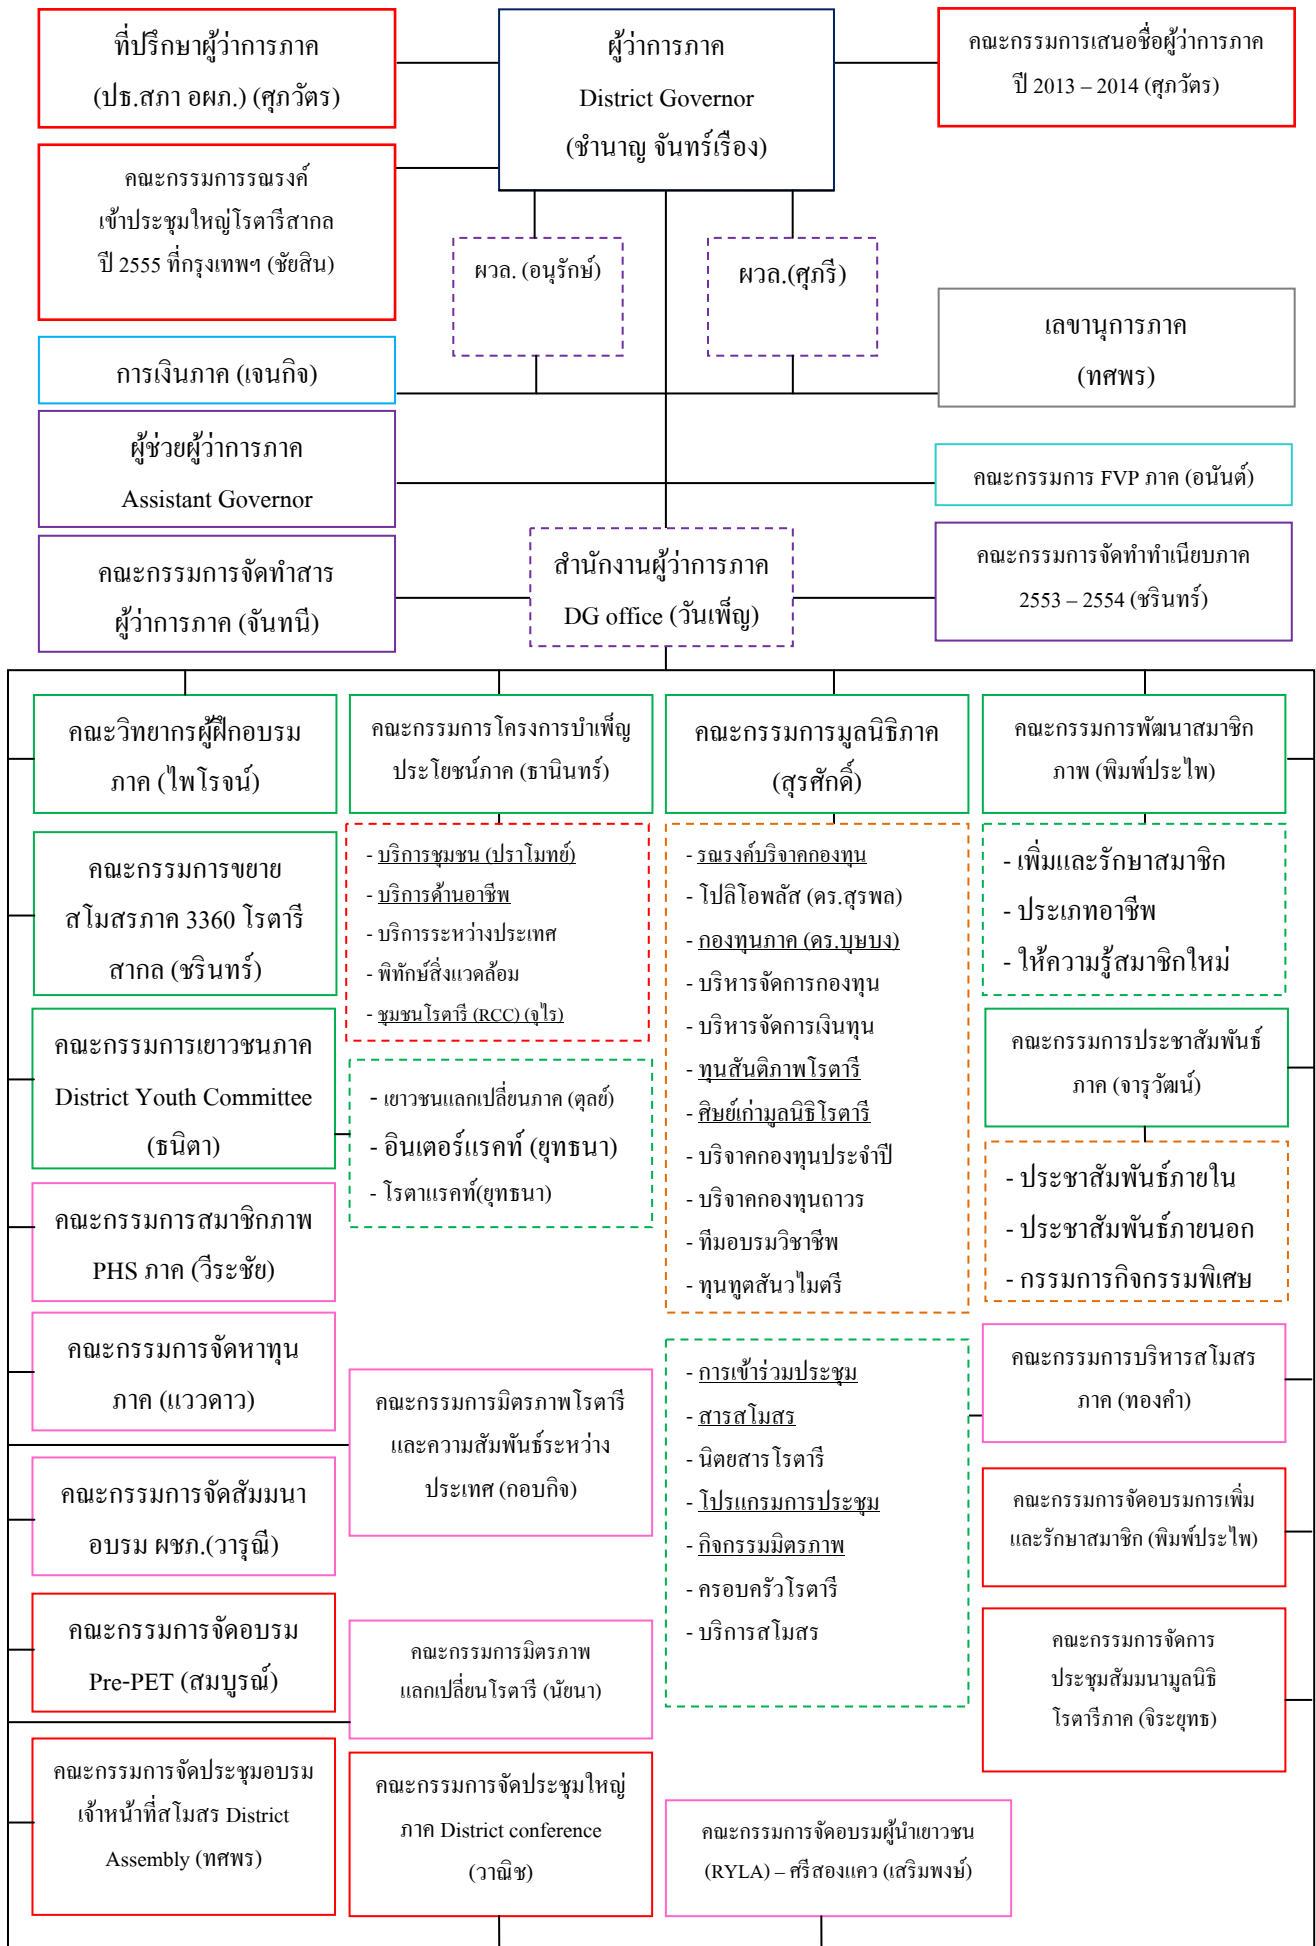 ที่ปรึกษาผู้ว่าการภาค
(ปธ.สภา อผภ.) (ศุภวัตร)
ผู้ว่าการภาค
District Governor
(ชำนาญ จันทร์เรือง)
คณะกรรมการเสนอชื่อผู้ว่าการภาค
ปี 2013 – 2014 (ศุภวัตร)
คณะกรรมการรณรงค์
เข้าประชุมใหญ่โรตารีสากล
ปี 2555 ที่กรุงเทพฯ (ชัยสิน)
ผวล. (อนุรักษ์)
ผวล.(ศุภรี)
เลขานุการภาค
(ทศพร)
การเงินภาค (เจนกิจ)
ผู้ช่วยผู้ว่าการภาค
Assistant Governor
คณะกรรมการ FVP ภาค (อนันต์)
คณะกรรมการจัดทำสาร
ผู้ว่าการภาค (จันทนี)
สำนักงานผู้ว่าการภาค
DG office (วันเพ็ญ)
คณะกรรมการจัดทำทำเนียบภาค
2553 – 2554 (ชรินทร์)
คณะวิทยากรผู้ฝึกอบรม
ภาค (ไพโรจน์)
คณะกรรมการโครงการบำเพ็ญ
ประโยชน์ภาค (ธานินทร์)
คณะกรรมการมูลนิธิภาค
(สุรศักดิ์)
คณะกรรมการพัฒนาสมาชิก
ภาพ (พิมพ์ประไพ)
คณะกรรมการขยาย
สโมสรภาค 3360 โรตารี
สากล (ชรินทร์)
- บริการชุมชน (ปราโมทย์)
- บริการด้านอาชีพ
- บริการระหว่างประเทศ
- พิทักษ์สิ่งแวดล้อม
- ชุมชนโรตารี (RCC) (จุไร)
- รณรงค์บริจาคกองทุน
- โปลิโอพลัส (ดร.สุรพล)
- กองทุนภาค (ดร.บุษบง)
- บริหารจัดการกองทุน
- บริหารจัดการเงินทุน
- ทุนสันติภาพโรตารี
- ศิษย์เก่ามูลนิธิโรตารี
- บริจาคกองทุนประจำปี
- บริจาคกองทุนถาวร
- ทีมอบรมวิชาชีพ
- ทุนทูตสันวไมตรี
- เพิ่มและรักษาสมาชิก
- ประเภทอาชีพ
- ให้ความรู้สมาชิกใหม่
คณะกรรมการเยาวชนภาค
District Youth Committee
(ธนิตา)
- เยาวชนแลกเปลี่ยนภาค (ตุลย์)
- อินเตอร์แรคท์ (ยุทธนา)
- โรตาแรคท์(ยุทธนา)
คณะกรรมการประชาสัมพันธ์
ภาค (จารุวัฒน์)
- ประชาสัมพันธ์ภายใน
- ประชาสัมพันธ์ภายนอก
- กรรมการกิจกรรมพิเศษ
คณะกรรมการสมาชิกภาพ
PHS ภาค (วีระชัย)
คณะกรรมการจัดหาทุน
ภาค (แววดาว)
คณะกรรมการมิตรภาพโรตารี
และความสัมพันธ์ระหว่าง
ประเทศ (กอบกิจ)
- การเข้าร่วมประชุม
- สารสโมสร
- นิตยสารโรตารี
- โปรแกรมการประชุม
- กิจกรรมมิตรภาพ
- ครอบครัวโรตารี
- บริการสโมสร
คณะกรรมการบริหารสโมสร
ภาค (ทองคำ)
คณะกรรมการจัดสัมมนา
อบรม ผชภ.(วารุณี)
คณะกรรมการจัดอบรมการเพิ่ม
และรักษาสมาชิก (พิมพ์ประไพ)
คณะกรรมการจัดอบรม
Pre-PET (สมบูรณ์)
คณะกรรมการมิตรภาพ
แลกเปลี่ยนโรตารี (นัยนา)
คณะกรรมการจัดการ
ประชุมสัมมนามูลนิธิ
โรตารีภาค (จิระยุทธ)
คณะกรรมการจัดประชุมอบรม
เจ้าหน้าที่สโมสร District
Assembly (ทศพร)
คณะกรรมการจัดประชุมใหญ่
ภาค District conference
(วาณิช)
คณะกรรมการจัดอบรมผู้นำเยาวชน
(RYLA) – ศรีสองแคว (เสริมพงษ์)